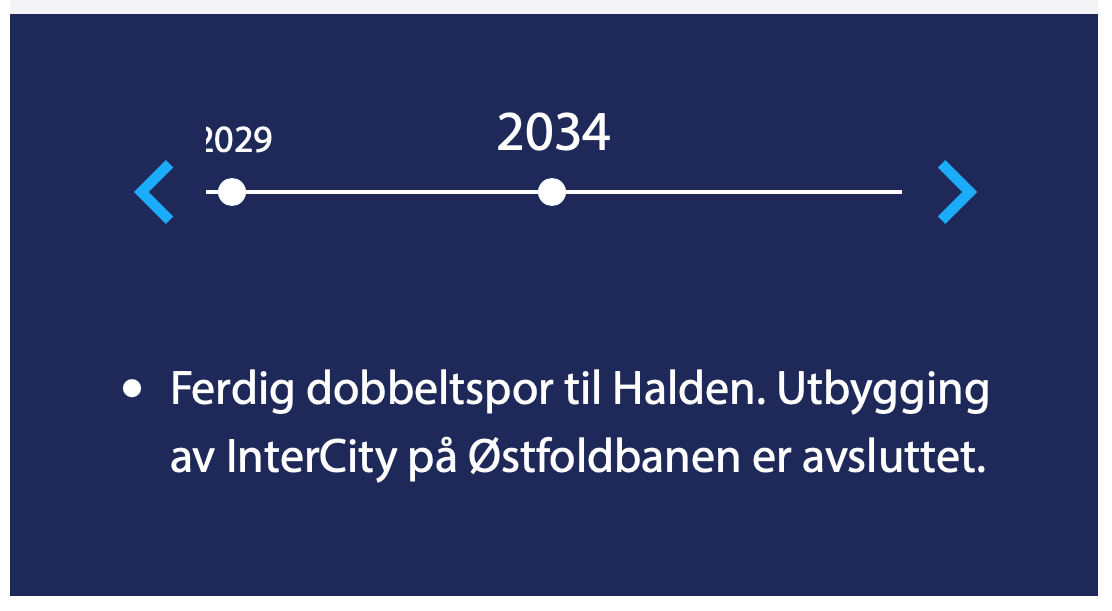 2029
2034
• Ferdig dobbeltspor til Halden. Utbygging
av InterCity på Østfoldbanen er avsluttet.